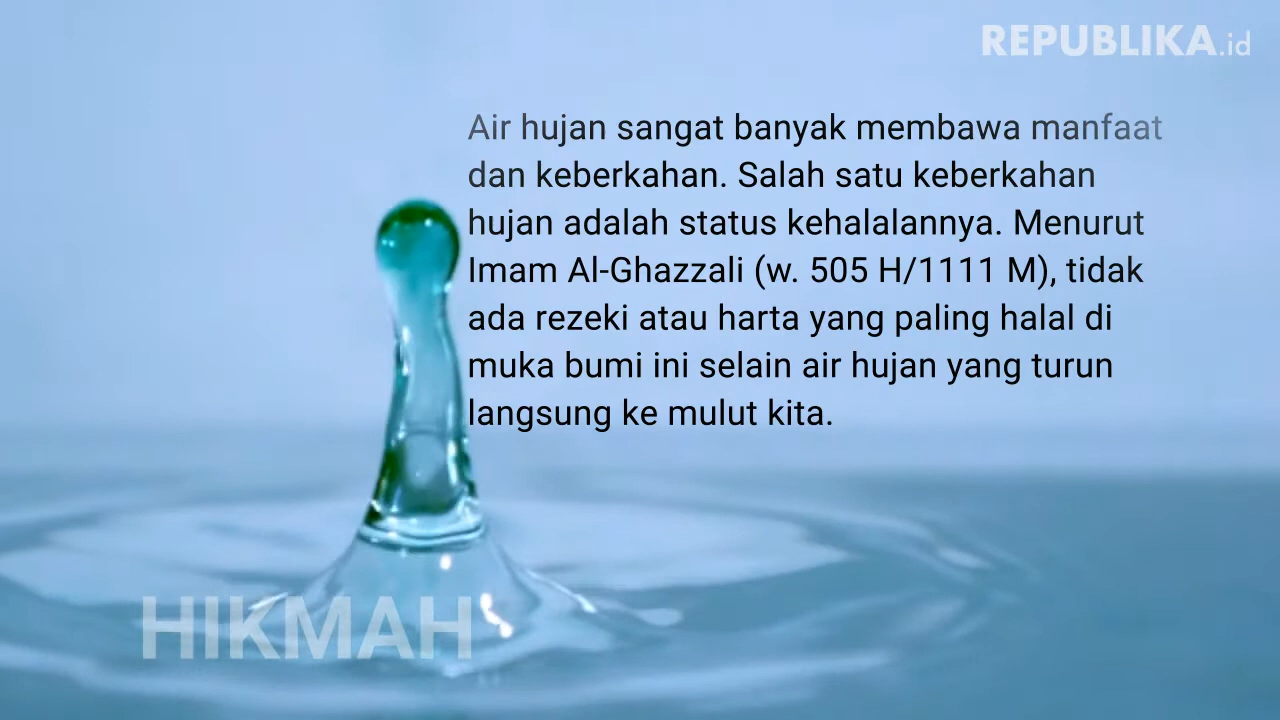 REPUBLIKA.id
Air hujan sangat banyak membawa manfaat
dan keberkahan. Salah satu keberkahan
hujan adalah status kehalalannya. Menurut
Imam Al-Ghazzali (w. 505 H/1111 M), tidak
ada rezeki atau harta yang paling halal di
muka bumi ini selain air hujan yang turun
langsung ke mulut kita.
HIKMAH